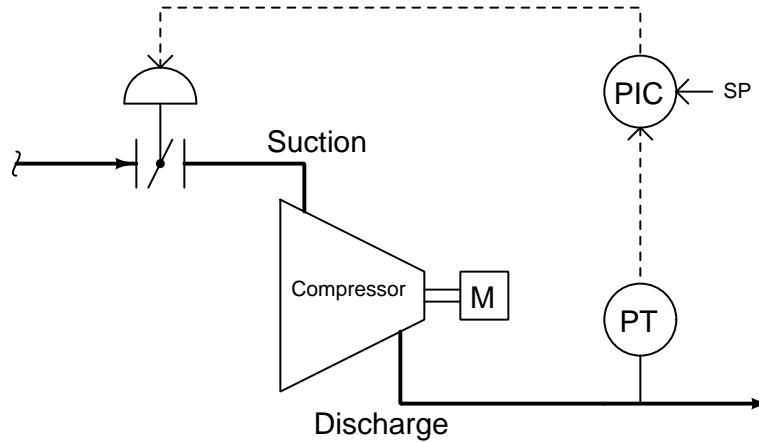 PIC
SP
Suction
Compressor
M
PT
Discharge